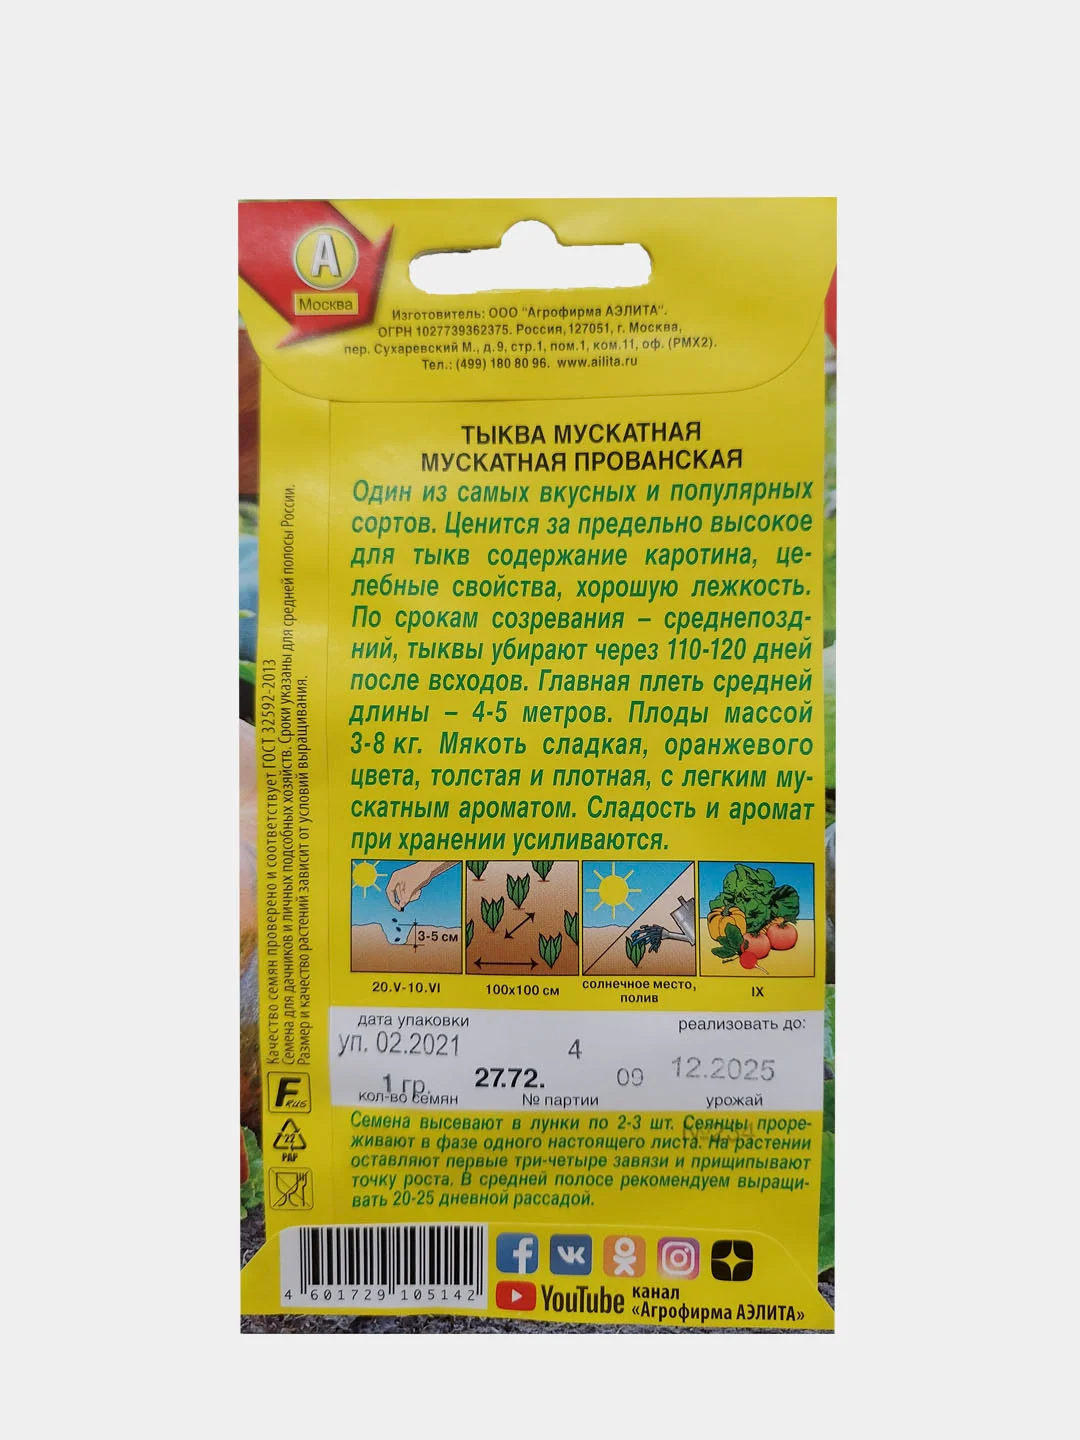 А
Москва
Изготовитель: ООО "Агрофирма АЭЛИТА".
ОГРН 1027739362375. Россия,127051, г. Москва,
пер. Сухаревский М., д.9, стр.1, пом.1, ком.11, оф. (РМХ2).
Тел.: (499) 180 80 96. www.ailita.ru
ТЫКВА МУСКАТНАЯ
МУСКАТНАЯ ПРОВАНСКАЯ
Один из самых вкусных и популярных
сортов. Ценится за предельно высокое
для тыкв содержание каротина, це-
лебные свойства, хорошую лежкость.
По срокам созревания – среднепозд-
ний, тыквы убирают через 110-120 дней
после всходов. Главная плеть средней
длины – 4-5 метров. Плоды массой
3-8 кг. Мякоть сладкая, оранжевого
цвета, толстая и плотная, с легким му-
скатным ароматом. Сладость и аромат
при хранении усиливаются.
3-5 см
20.V-10.VI
100х100 см
солнечное место,
полив
IX
Качество семян проверено и соответствует ГОСТ 32592-2013
Семена для дачников и личных подсобных хозяйств. Сроки указаны для средней полосы России.
Размер и качество растений зависит от условий выращивания.
дата упаковки
реализовать до:
уп. 02.2021
4
12.2025
1 гр.
27.72.
09
кол-во семян
№ партии
урожай
F RUS
22
PAP
Семена высевают в лунки по 2-3 шт. Сеянцы проре-
живают в фазе одного настоящего листа. На растении
оставляют первые три-четыре завязи и прищипывают
точку роста. В средней полосе рекомендуем выращи-
вать 20-25 дневной рассадой.
4 601729 105142
YouTube
канал
«Агрофирма АЭЛИТА»